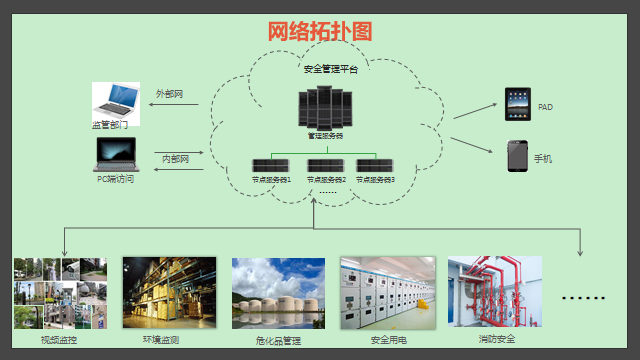 网络拓扑图
安全管理平台
外部网
监管部门
管理服务器
PAD
内部网
手机
PC端访问
节点服务器1
节点服务器2
节点服务器3
......
......
视频监控
环境监测
危化品管理
安全用电
消防安全